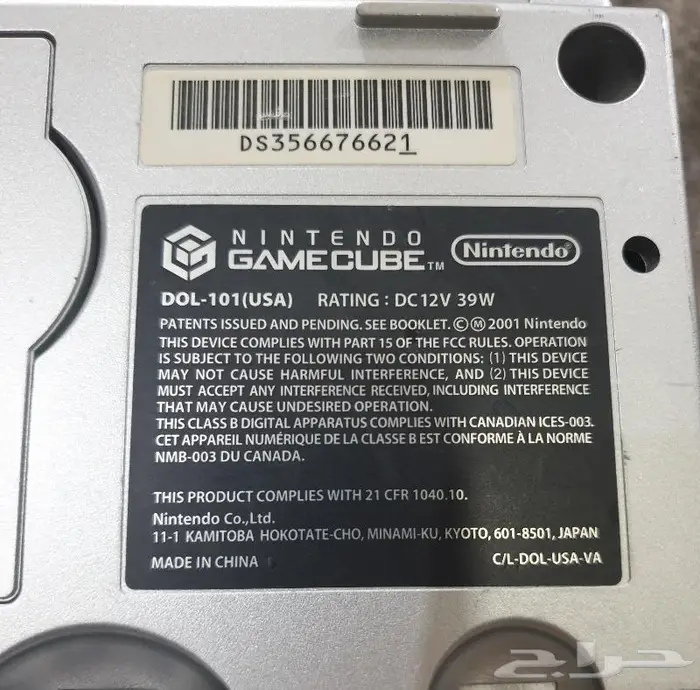 DS356676621
NINTENDO
GAMECUBE™
Nintendo®
DOL-101(USA) RATING : DC12V 39W
PATENTS ISSUED AND PENDING. SEE BOOKLET. ©Ⓜ2001 Nintendo
THIS DEVICE COMPLIES WITH PART 15 OF THE FCC RULES. OPERATION
IS SUBJECT TO THE FOLLOWING TWO CONDITIONS: (1) THIS DEVICE
MAY NOT CAUSE HARMFUL INTERFERENCE, AND (2) THIS DEVICE
MUST ACCEPT ANY INTERFERENCE RECEIVED, INCLUDING INTERFERENCE
THAT MAY CAUSE UNDESIRED OPERATION.
THIS CLASS B DIGITAL APPARATUS COMPLIES WITH CANADIAN ICES-003.
CET APPAREIL NUMÉRIQUE DE LA CLASSE B EST CONFORME À LA NORME
NMB-003 DU CANADA.
THIS PRODUCT COMPLIES WITH 21 CFR 1040.10.
Nintendo Co.,Ltd.
11-1 KAMITOBA HOKOTATE-CHO, MINAMI-KU, KYOTO, 601-8501, JAPAN
MADE IN CHINA C/L-DOL-USA-VA
حراج